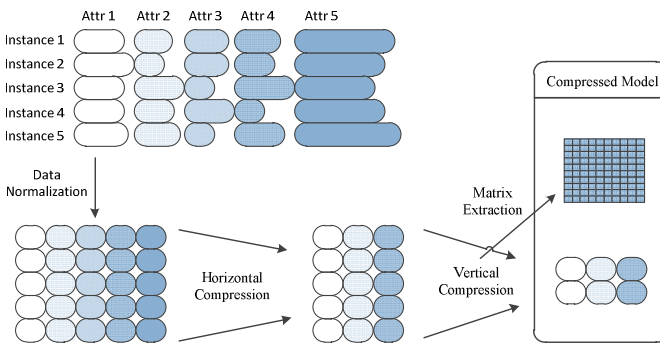 Attr 1 Attr 2 Attr 3 Attr 4 Attr 5
Instance 1
Instance 2
Instance 3
Instance 4
Instance 5
Compressed Model
Data
Normalization
Matrix
Extraction
Horizontal
Compression
Vertical
Compression